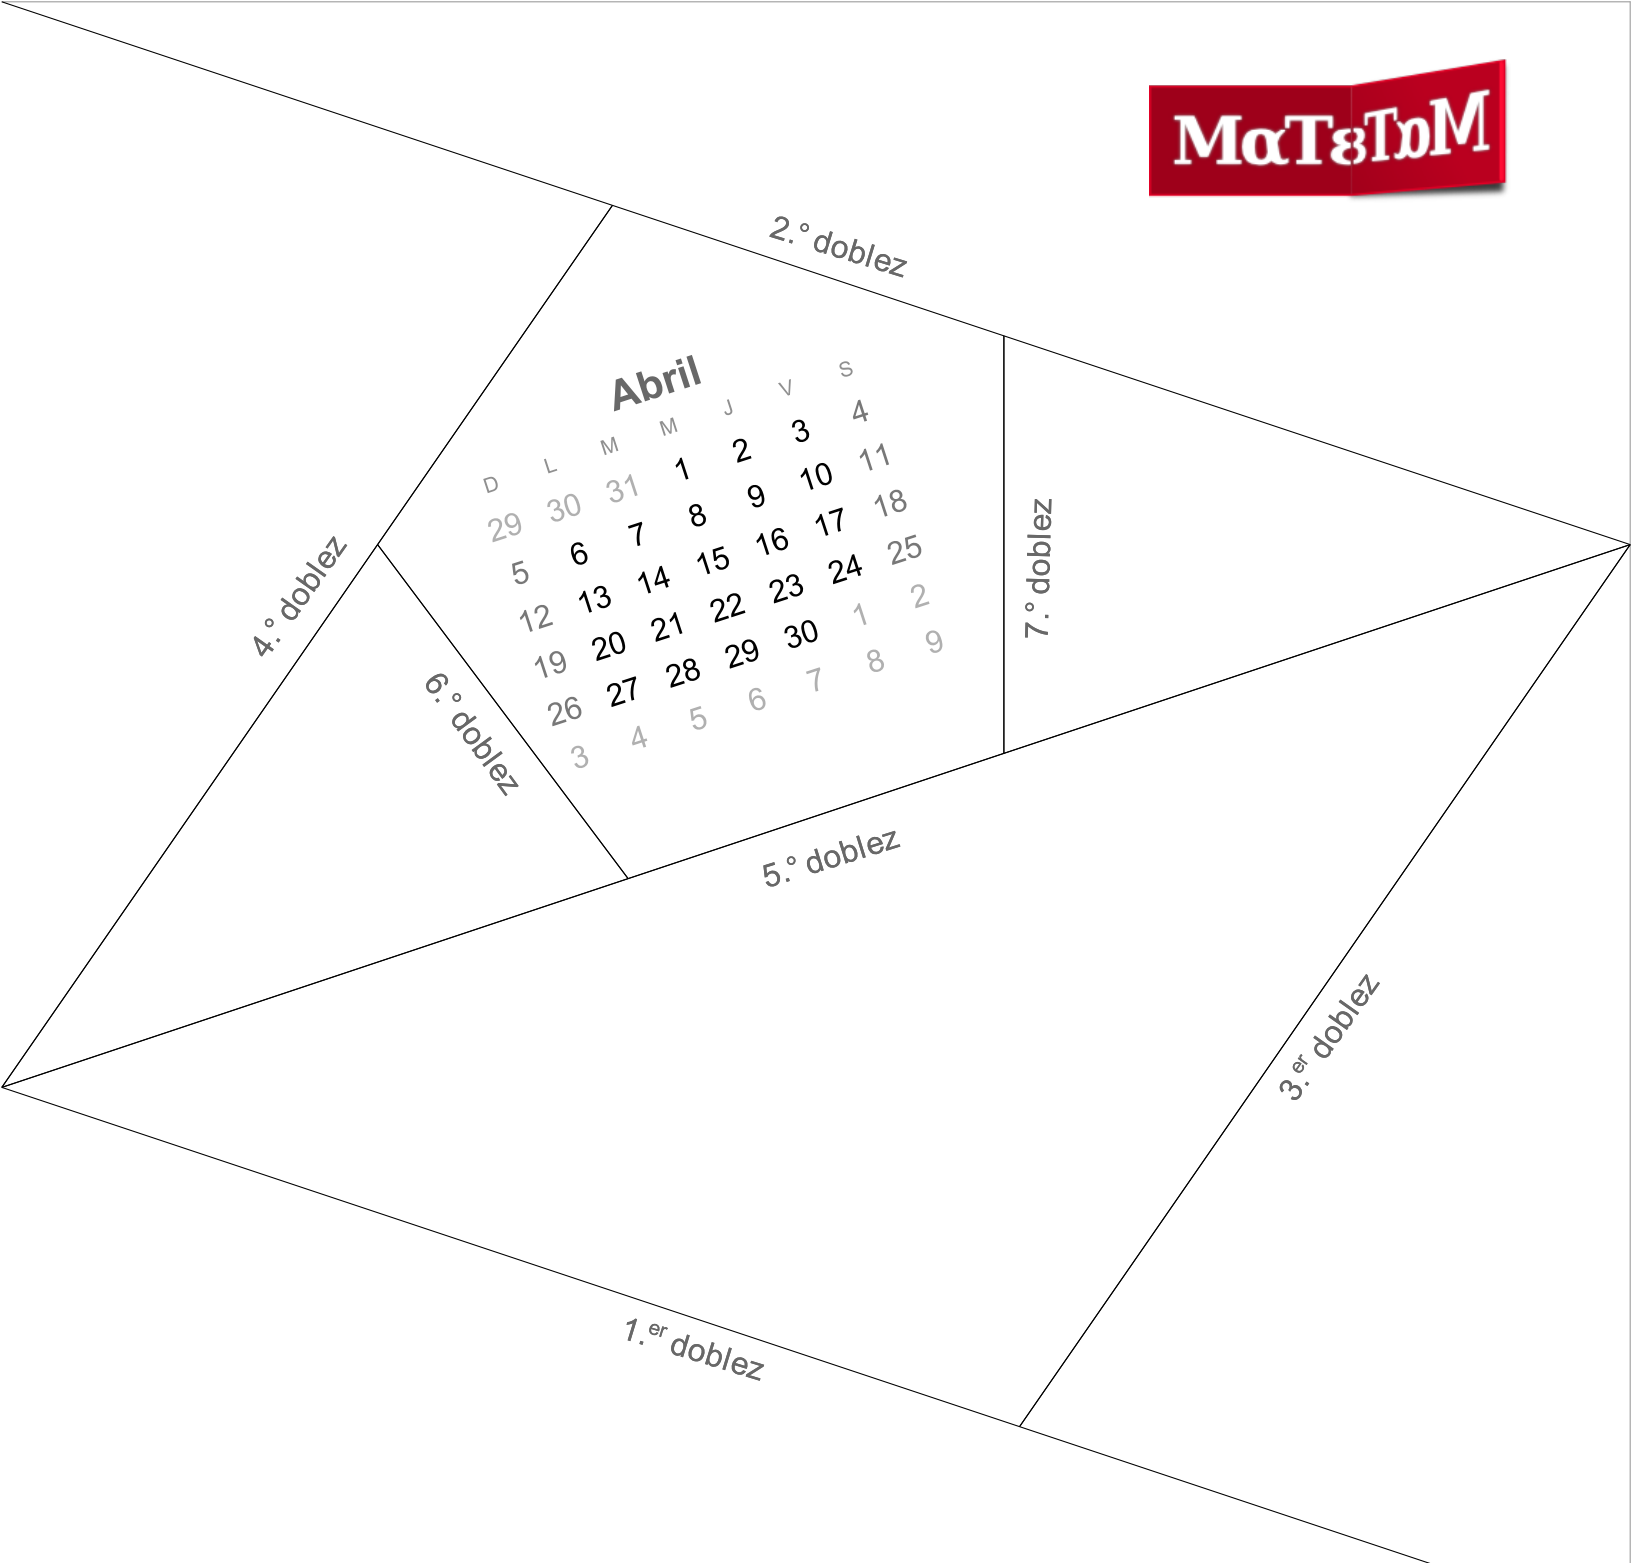 MαTεTαM
2.° doblez
Abril
D L M M J V S
29 30 31 1 2 3 4
5 6 7 8 9 10 11
12 13 14 15 16 17 18
19 20 21 22 23 24 25
26 27 28 29 30 1 2
3 4 5 6 7 8 9
4.° doblez
7.° doblez
6.° doblez
5.° doblez
3.er doblez
1.er doblez